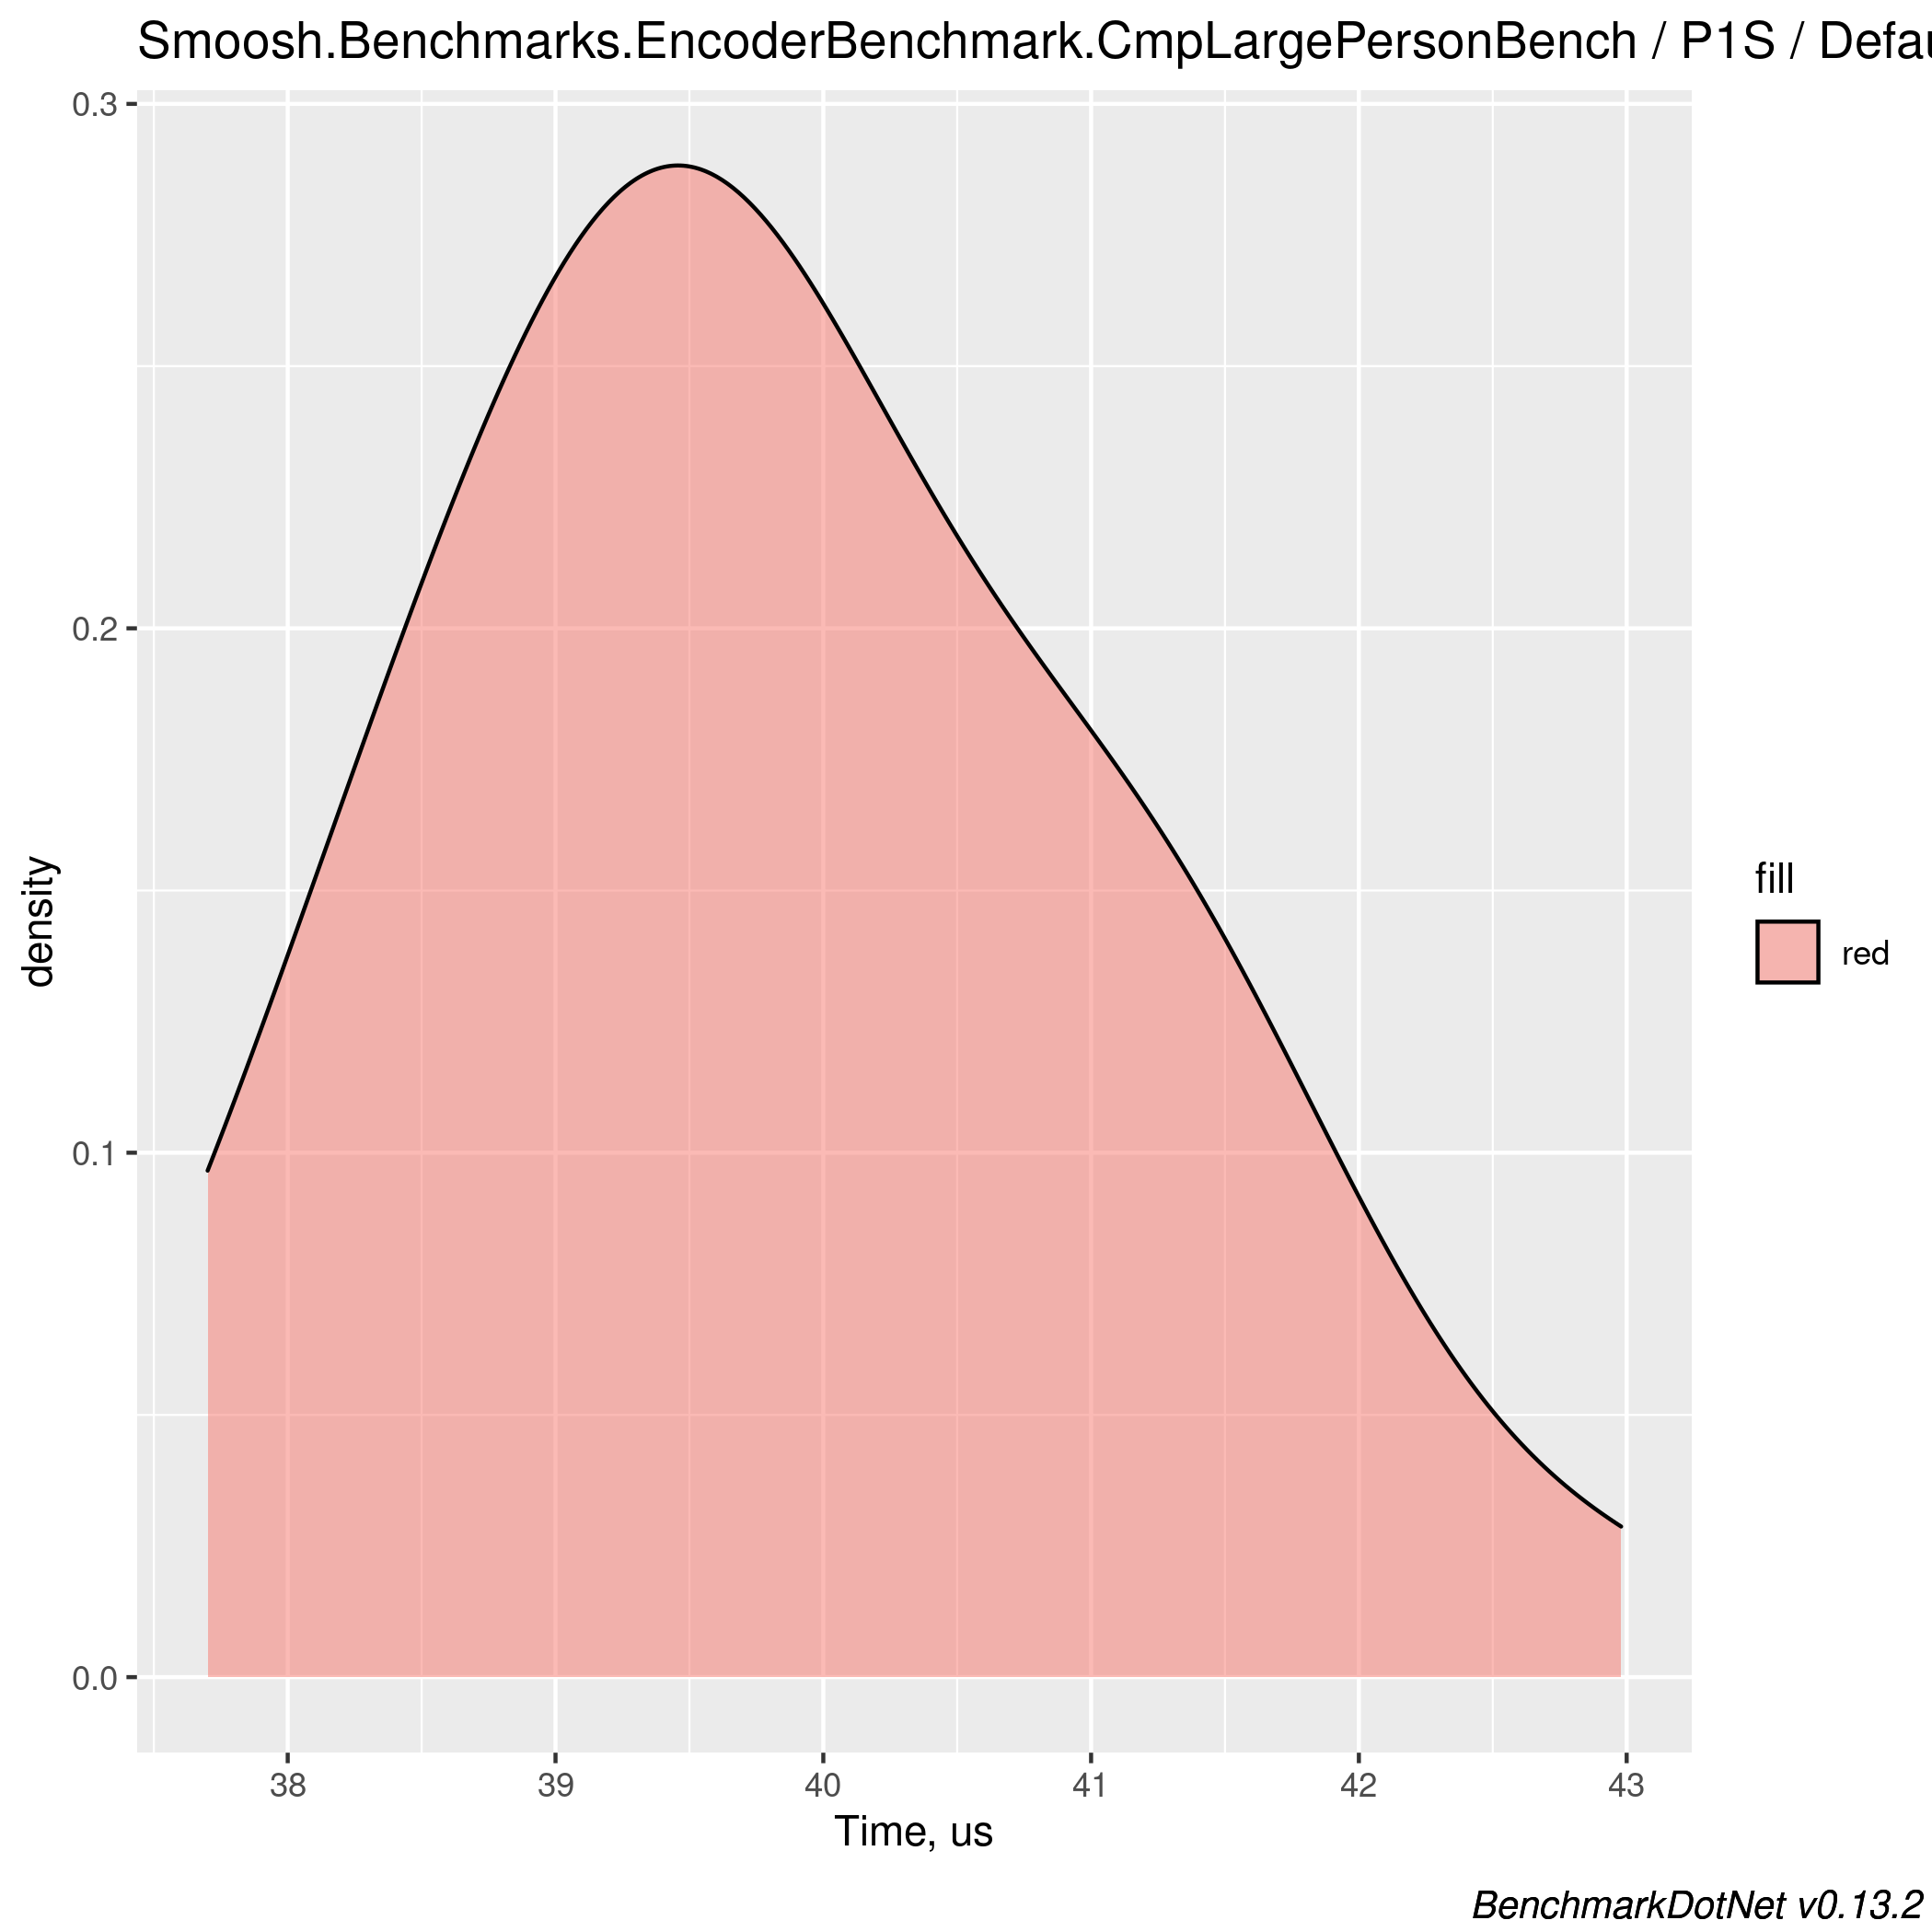 Smoosh.Benchmarks.EncoderBenchmark.CmpLargePersonBench / P1S / Defau
0.3
0.2
0.1
0.0
density
38 39 40 41 42 43
Time, us
fill
red
BenchmarkDotNet v0.13.2